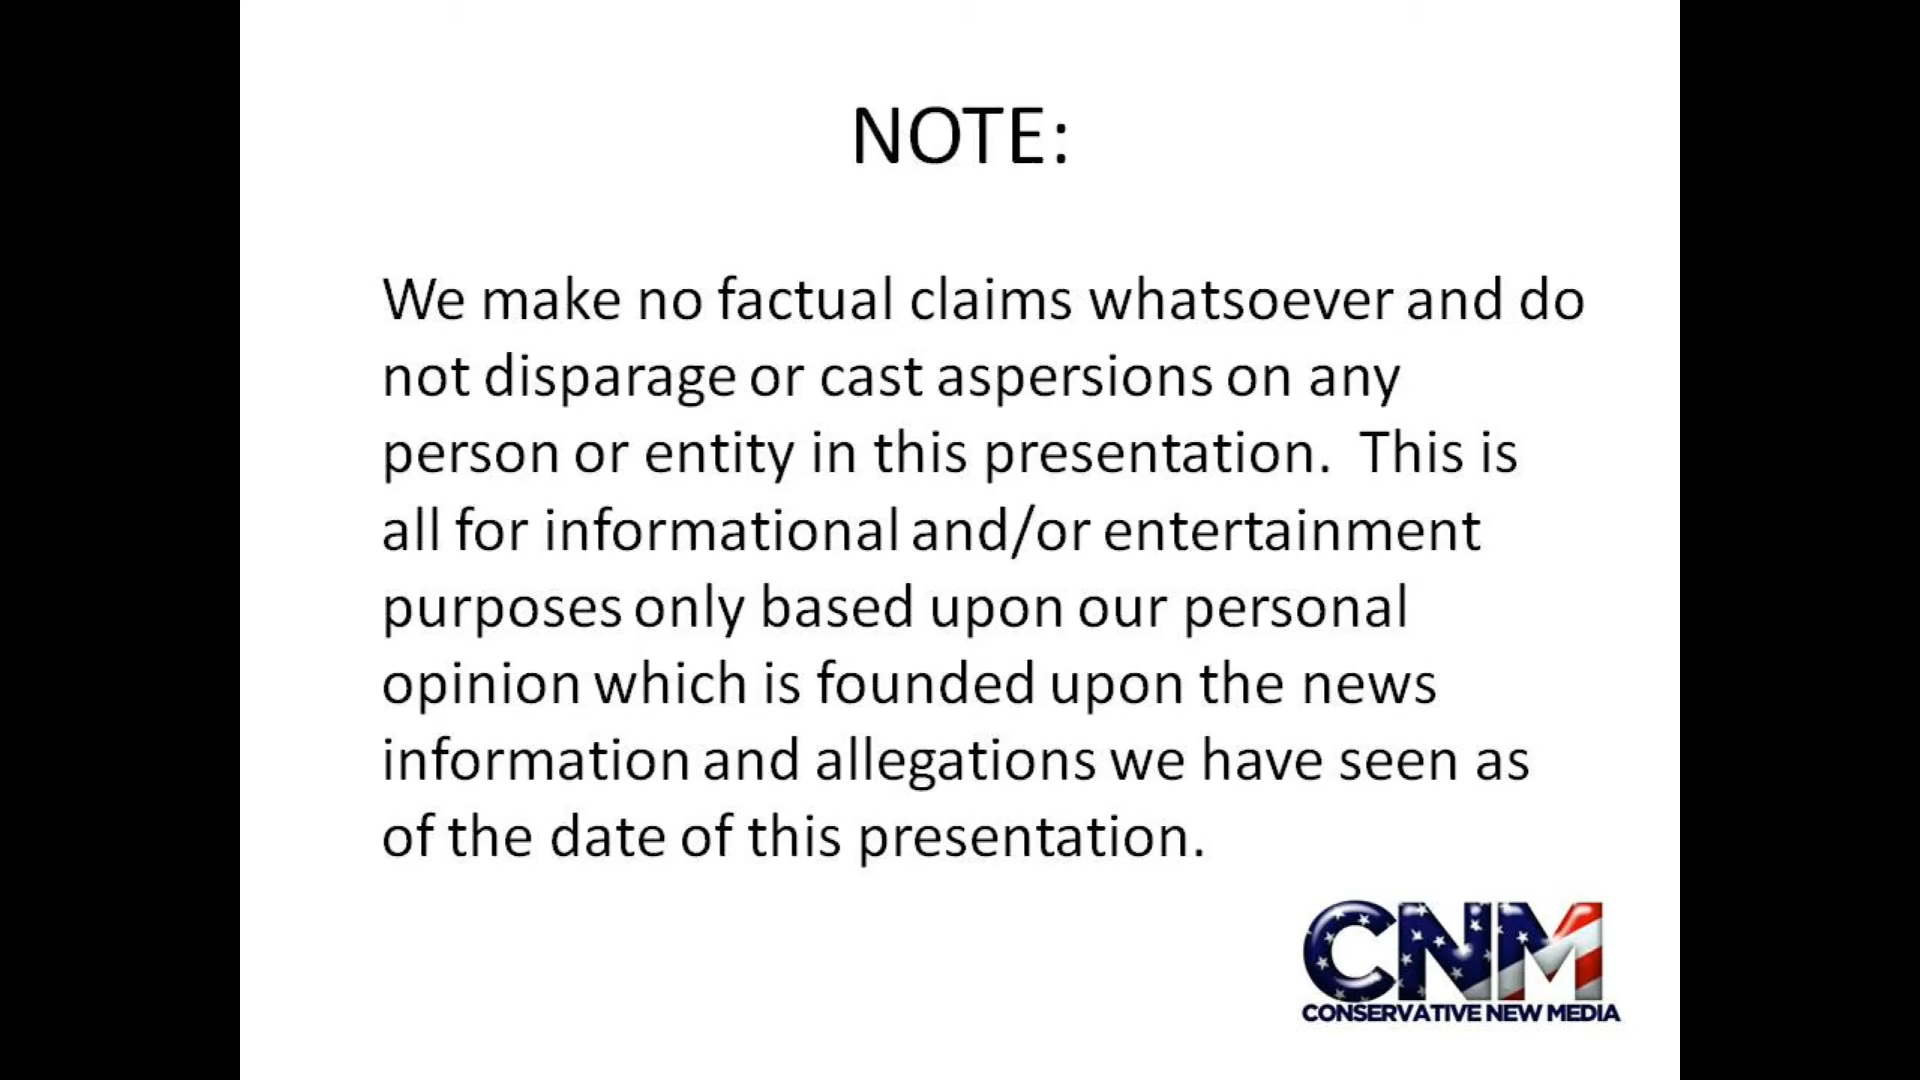 NOTE:
We make no factual claims whatsoever and do
not disparage or cast aspersions on any
person or entity in this presentation.  This is
all for informational and/or entertainment
purposes only based upon our personal
opinion which is founded upon the news
information and allegations we have seen as
of the date of this presentation.
CNM
CONSERVATIVE NEW MEDIA